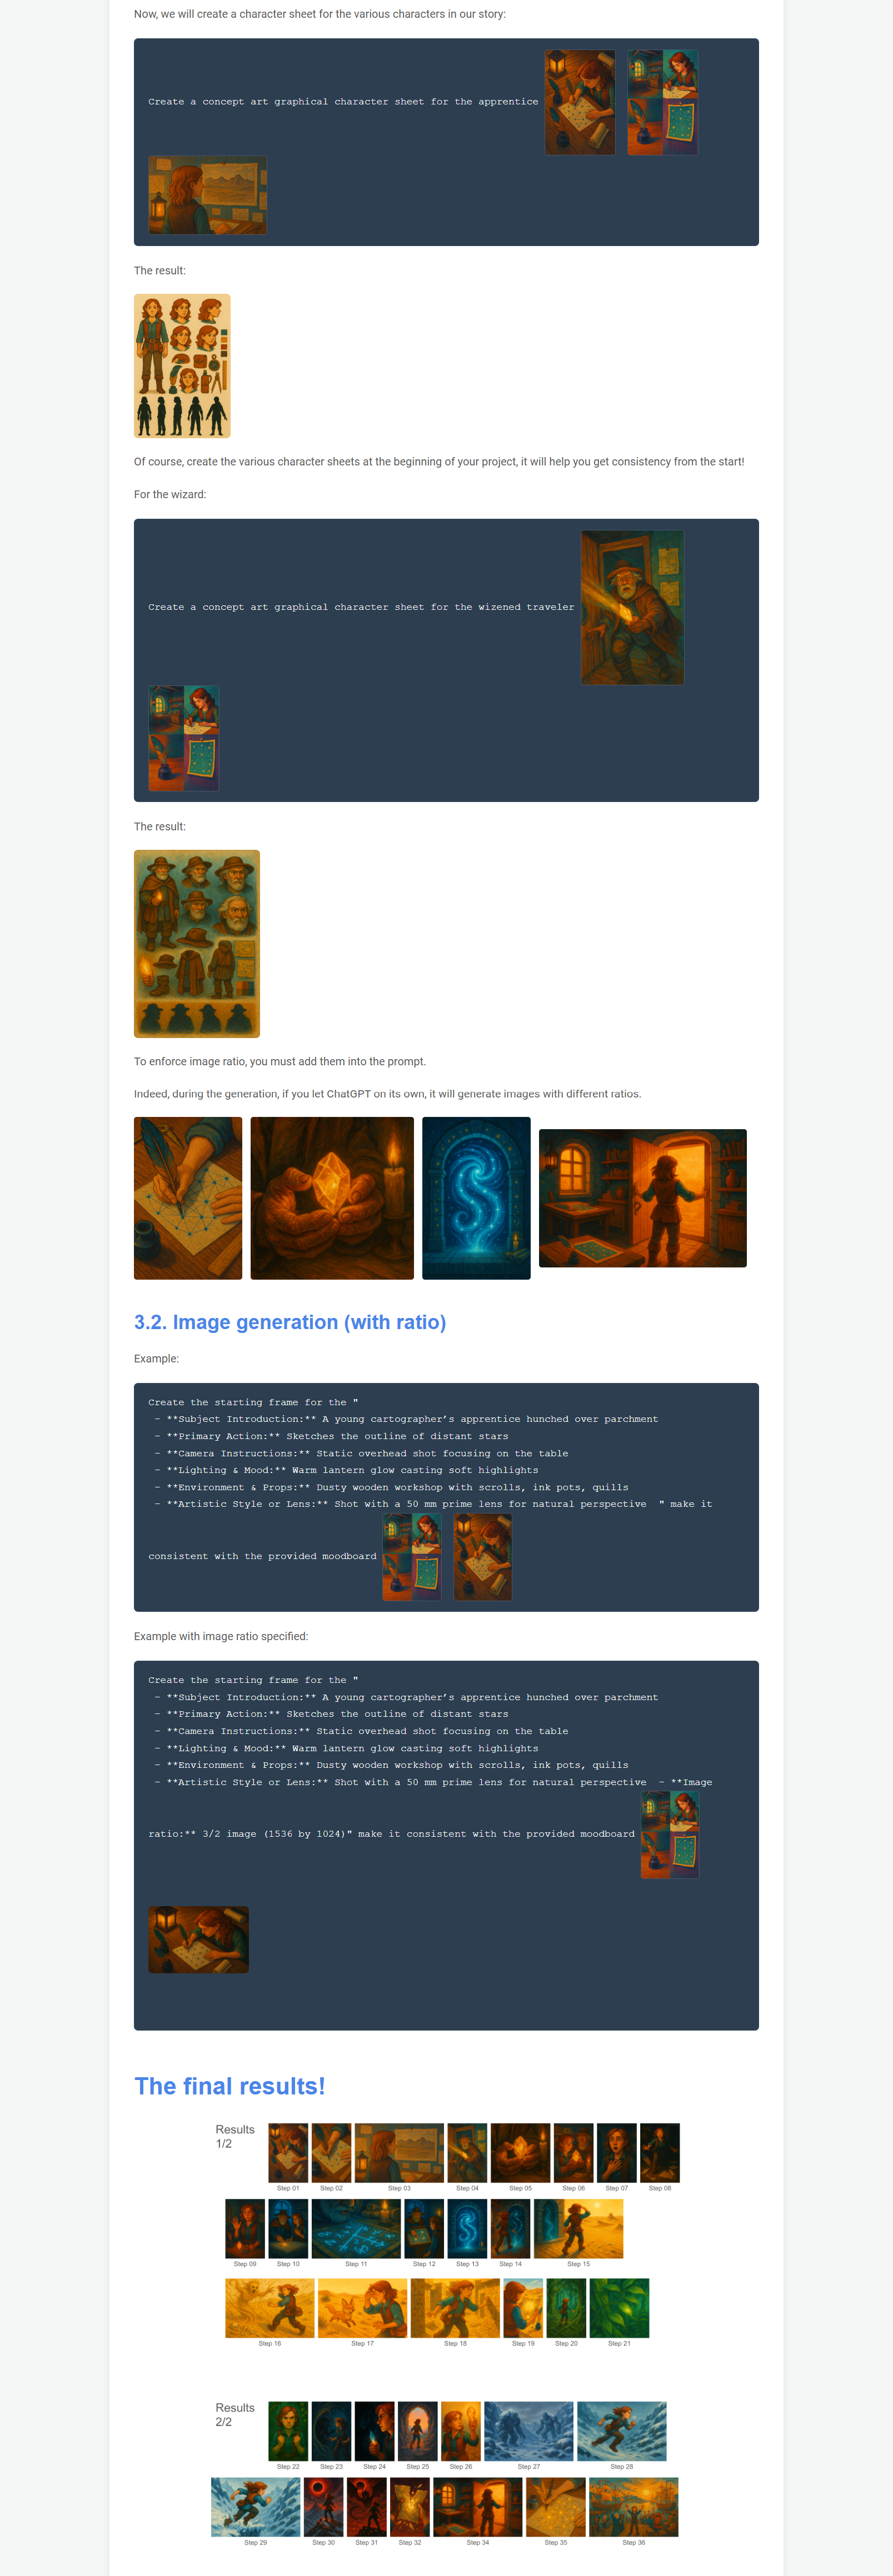 Now, we will create a character sheet for the various characters in our story:
Create a concept art graphical character sheet for the apprentice
The result:
Of course, create the various character sheets at the beginning of your project, it will help you get consistency from the start!
For the wizard:
Create a concept art graphical character sheet for the wizened traveler
The result:
To enforce image ratio, you must add them into the prompt.
Indeed, during the generation, if you let ChatGPT on its own, it will generate images with different ratios.
3.2. Image generation (with ratio)
Example:
Create the starting frame for the "
- **Subject Introduction:** A young cartographer’s apprentice hunched over parchment
- **Primary Action:** Sketches the outline of distant stars
- **Camera Instructions:** Static overhead shot focusing on the table
- **Lighting & Mood:** Warm lantern glow casting soft highlights
- **Environment & Props:** Dusty wooden workshop with scrolls, ink pots, quills
- **Artistic Style or Lens:** Shot with a 50 mm prime lens for natural perspective " make it
consistent with the provided moodboard
Example with image ratio specified:
Create the starting frame for the "
- **Subject Introduction:** A young cartographer’s apprentice hunched over parchment
- **Primary Action:** Sketches the outline of distant stars
- **Camera Instructions:** Static overhead shot focusing on the table
- **Lighting & Mood:** Warm lantern glow casting soft highlights
- **Environment & Props:** Dusty wooden workshop with scrolls, ink pots, quills
- **Artistic Style or Lens:** Shot with a 50 mm prime lens for natural perspective - **Image
ratio:** 3/2 image (1536 by 1024)" make it consistent with the provided moodboard
The final results!
Results
1/2
Step 01 Step 02 Step 03 Step 04 Step 05 Step 06 Step 07 Step 08
Step 09 Step 10 Step 11 Step 12 Step 13 Step 14 Step 15
Step 16 Step 17 Step 18 Step 19 Step 20 Step 21
Results
2/2
Step 22 Step 23 Step 24 Step 25 Step 26 Step 27 Step 28
Step 29 Step 30 Step 31 Step 32 Step 34 Step 35 Step 36